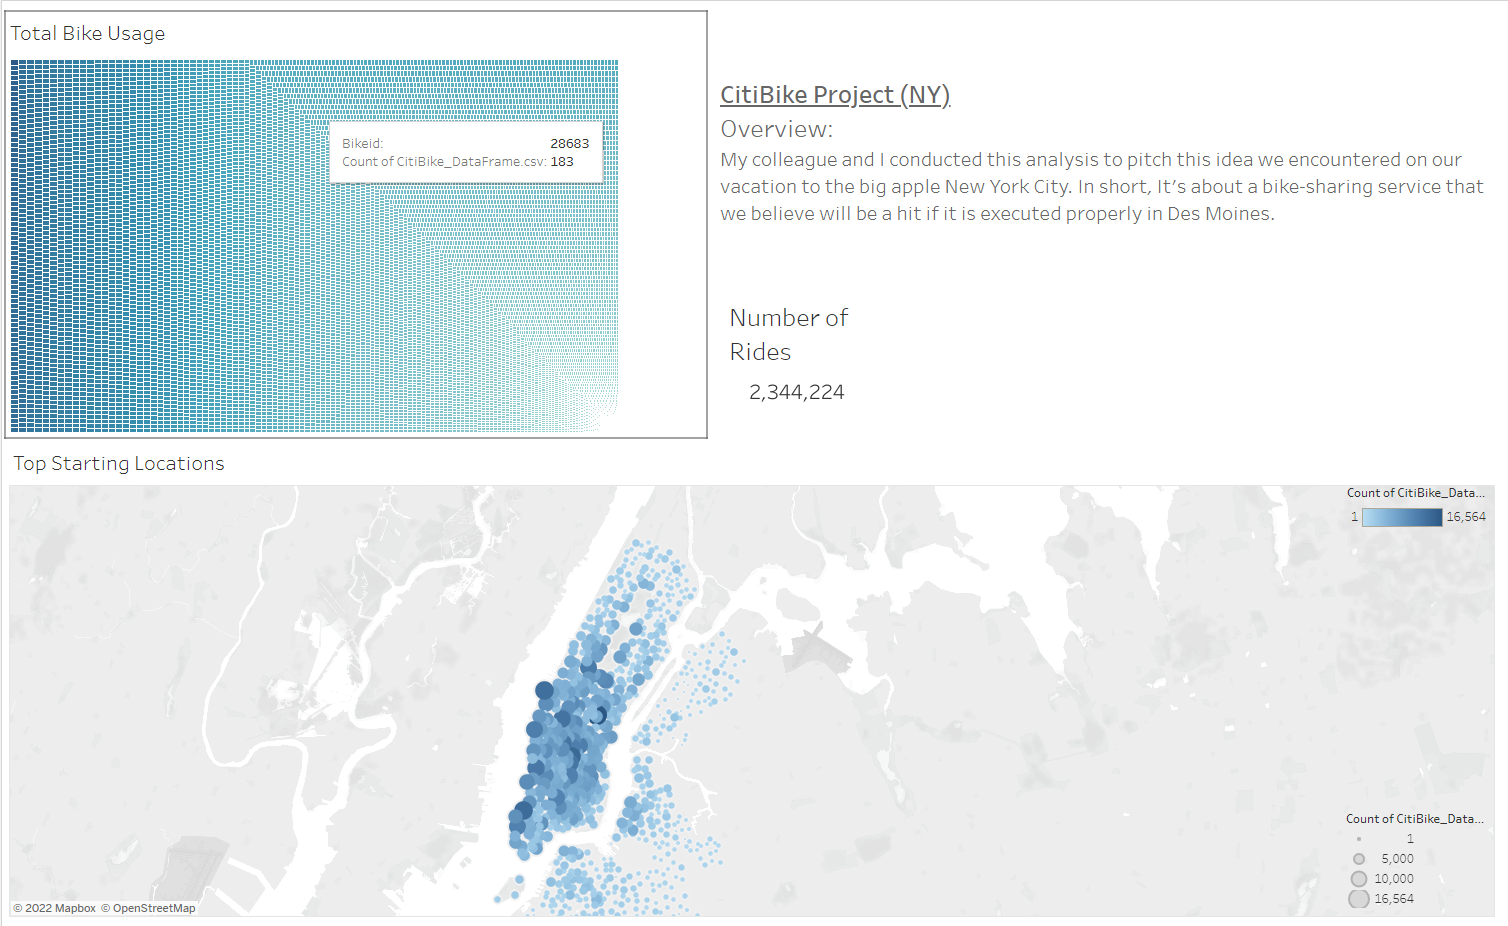 Total Bike Usage
Bikeid: 28683
Count of CitiBike_DataFrame.csv: 183
CitiBike Project (NY)
Overview:
My colleague and I conducted this analysis to pitch this idea we encountered on our
vacation to the big apple New York City. In short, It's about a bike-sharing service that
we believe will be a hit if it is executed properly in Des Moines.
Number of
Rides
2,344,224
Top Starting Locations
Count of CitiBike_Data...
1 16,564
Count of CitiBike_Data...
1
5,000
10,000
16,564
© 2022 Mapbox © OpenStreetMap